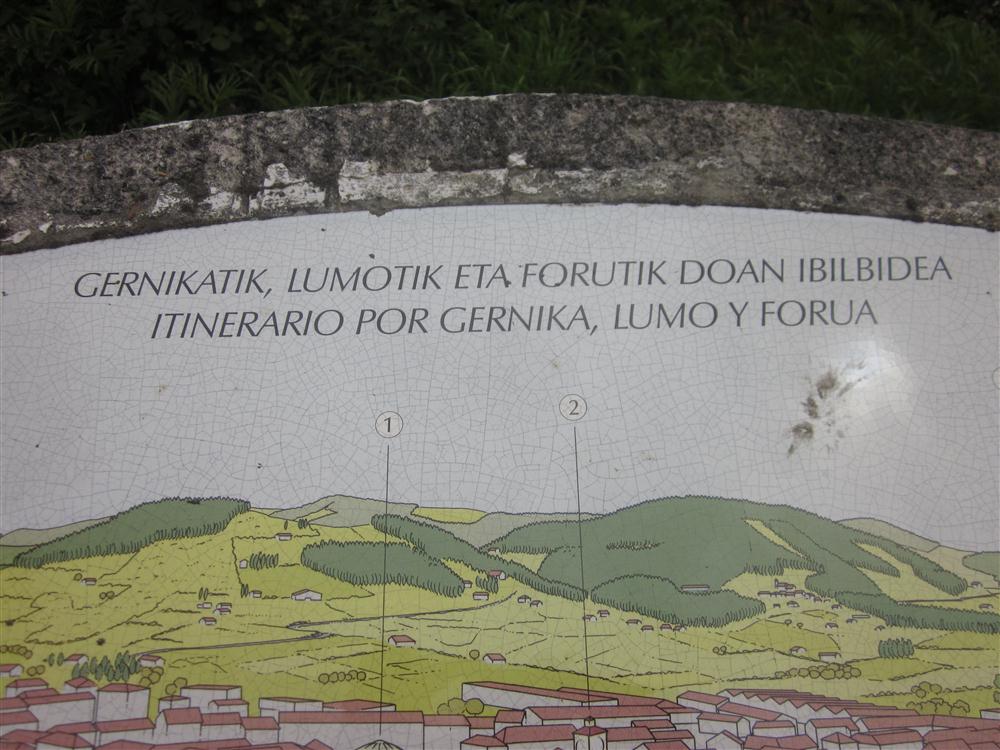 GERNIKATIK, LUMOTIK ETA FORUTIK DOAN IBILBIDEA
ITINERARIO POR GERNIKA, LUMO Y FORUA
1
2